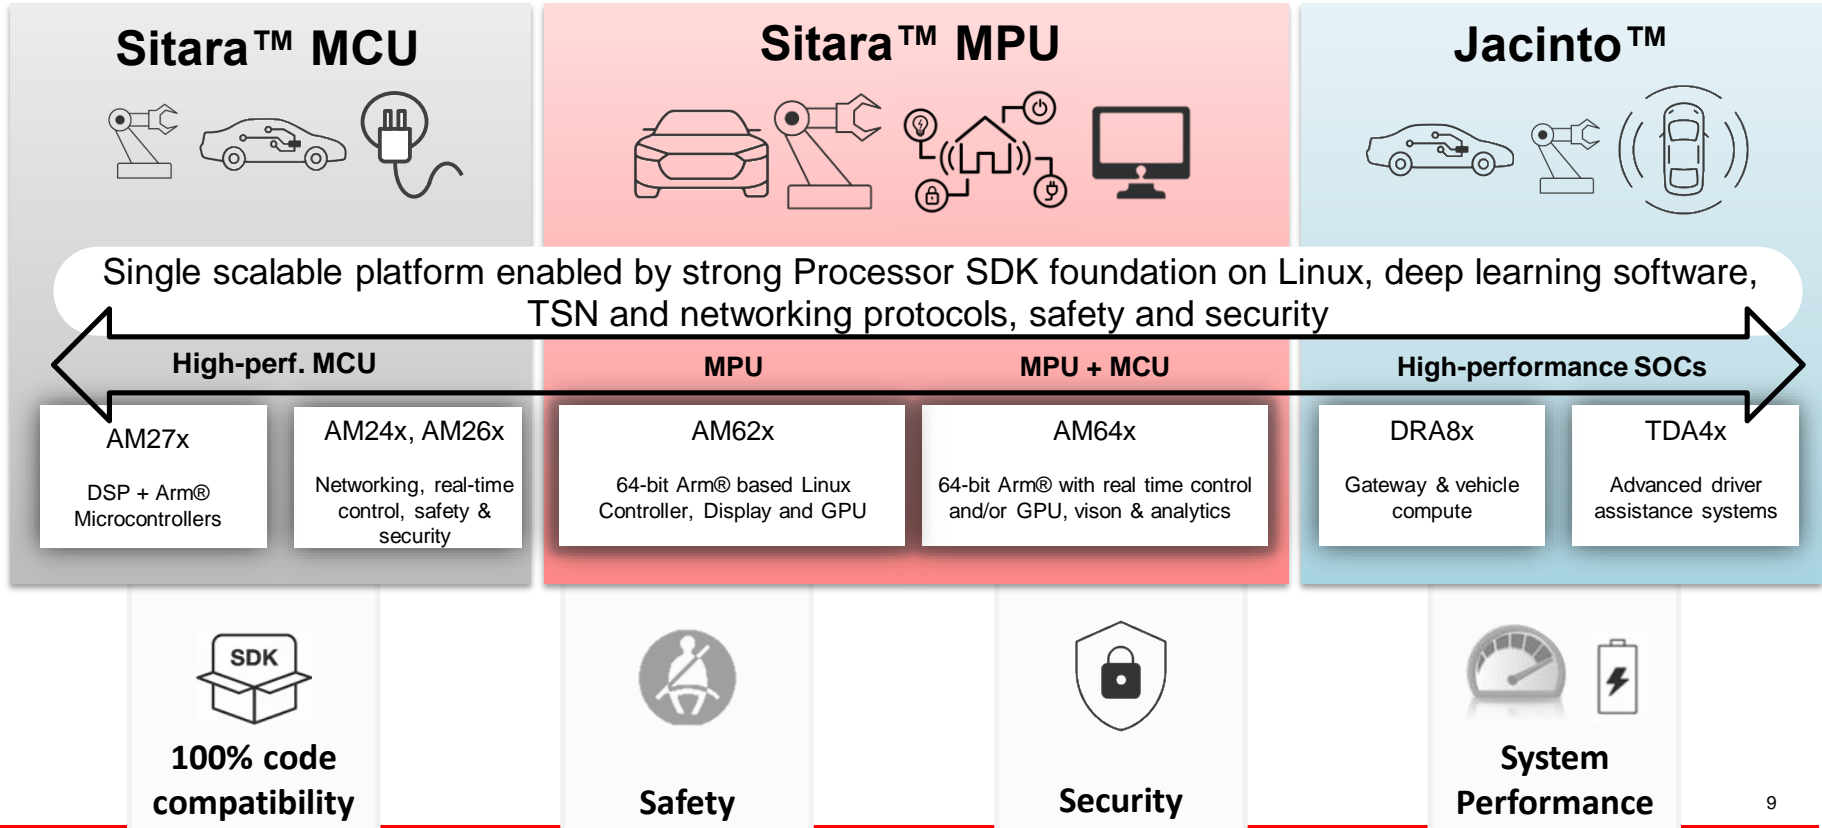 Sitara™ MCU
Sitara™ MPU
Jacinto™
Single scalable platform enabled by strong Processor SDK foundation on Linux, deep learning software,
TSN and networking protocols, safety and security
High-perf. MCU
MPU
MPU + MCU
High-performance SOCs
AM27x
DSP + Arm®
Microcontrollers
AM24x, AM26x
Networking, real-time
control, safety &
security
AM62x
64-bit Arm® based Linux
Controller, Display and GPU
AM64x
64-bit Arm® with real time control
and/or GPU, vison & analytics
DRA8x
Gateway & vehicle
compute
TDA4x
Advanced driver
assistance systems
SDK
100% code
compatibility
Safety
Security
System
Performance
9